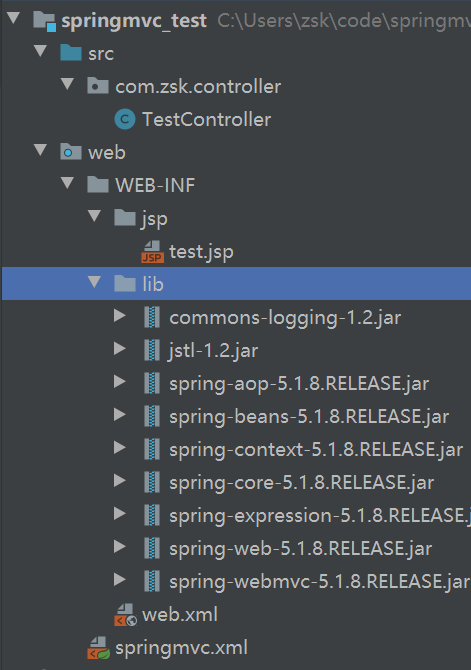 springmvc_test C:\Users\zsk\code\springmv
src
com.zsk.controller
C TestController
web
WEB-INF
jsp
JSP test.jsp
lib
commons-logging-1.2.jar
jstl-1.2.jar
spring-aop-5.1.8.RELEASE.jar
spring-beans-5.1.8.RELEASE.jar
spring-context-5.1.8.RELEASE.jar
spring-core-5.1.8.RELEASE.jar
spring-expression-5.1.8.RELEASE.j
spring-web-5.1.8.RELEASE.jar
spring-webmvc-5.1.8.RELEASE.jar
web.xml
springmvc.xml